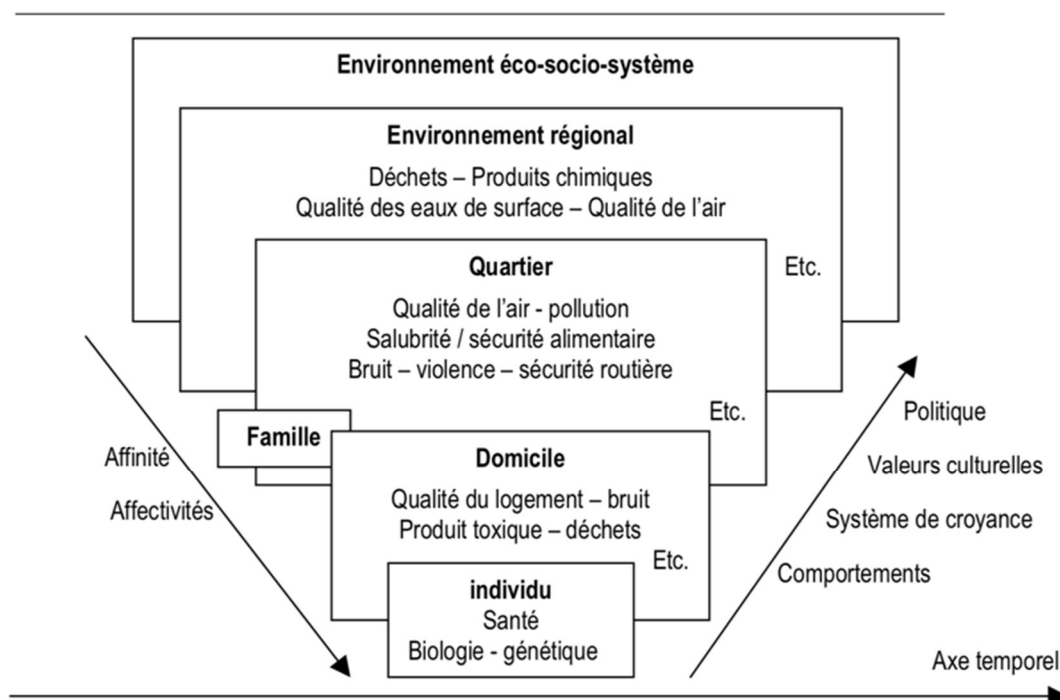 Environnement éco-socio-système
Environnement régional
Déchets – Produits chimiques
Qualité des eaux de surface – Qualité de l'air
Quartier
Etc.
Qualité de l'air - pollution
Salubrité / sécurité alimentaire
Bruit – violence – sécurité routière
Etc.
Famille
Domicile
Qualité du logement – bruit
Produit toxique – déchets
Etc.
individu
Santé
Biologie - génétique
Affinité
Affectivités
Politique
Valeurs culturelles
Système de croyance
Comportements
Axe temporel